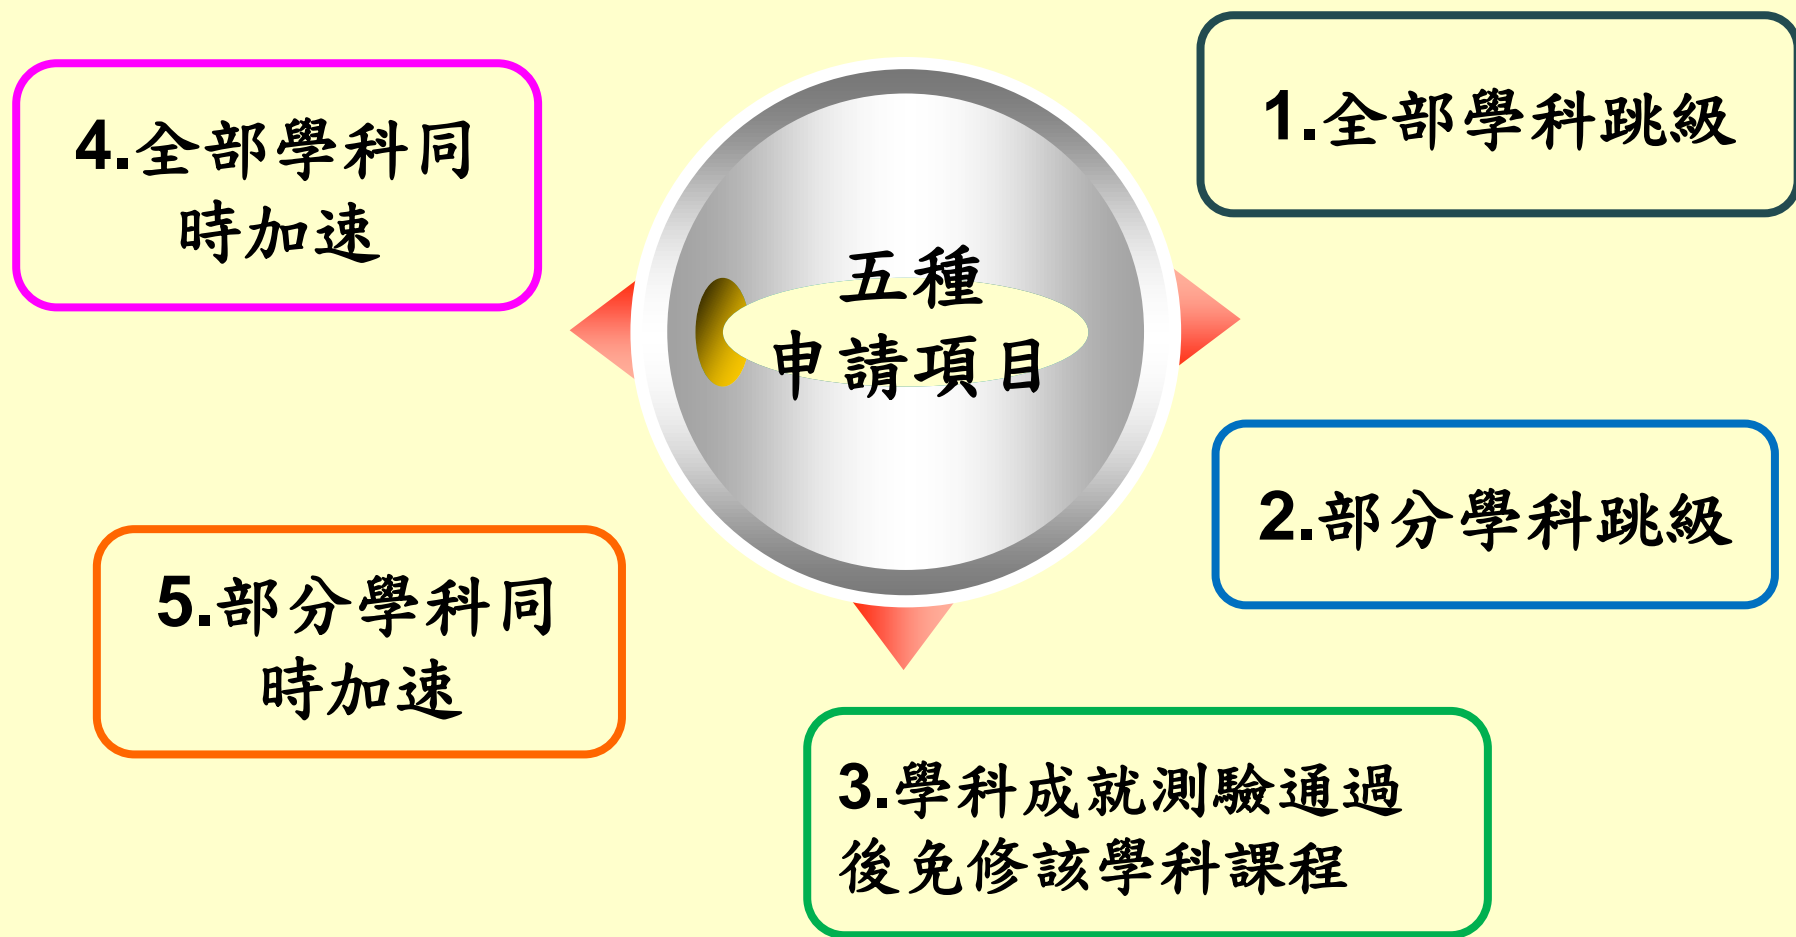 五種
申請項目
1.全部學科跳級
2.部分學科跳級
3.學科成就測驗通過
後免修該學科課程
4.全部學科同
時加速
5.部分學科同
時加速